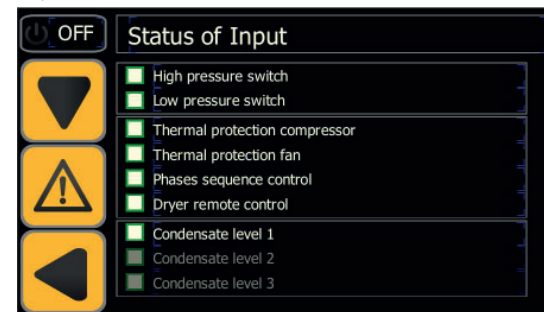 OFF
Status of Input
High pressure switch
Low pressure switch
Thermal protection compressor
Thermal protection fan
Phases sequence control
Dryer remote control
Condensate level 1
Condensate level 2
Condensate level 3